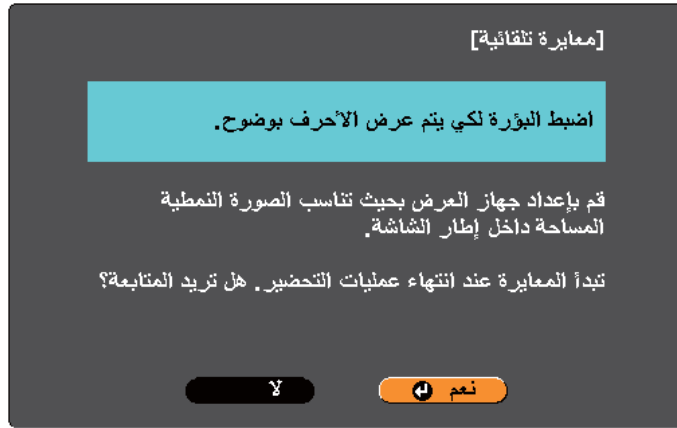 [معايرة تلقائية]
اضبط البؤرة لكي يتم عرض الأحرف بوضوح.
قم بإعداد جهاز العرض بحيث تناسب الصورة النمطية
المساحة داخل إطار الشاشة.
تبدأ المعايرة عند انتهاء عمليات التحضير. هل تريد المتابعة؟
نعم
لا